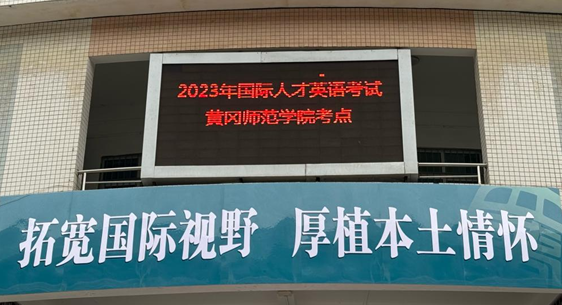 2023年国际人才英语考试
黄冈师范学院考点
拓宽国际视野 厚植本土情怀